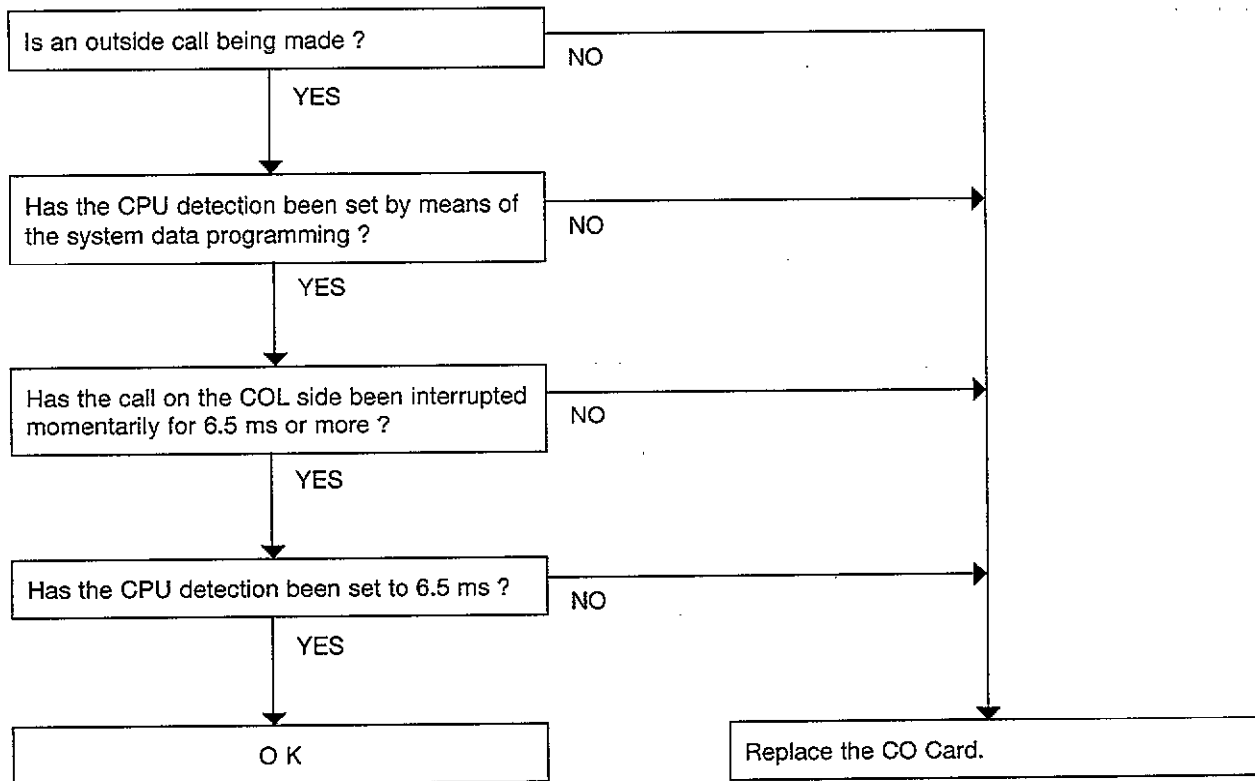 Is an outside call being made ?
NO
YES
Has the CPU detection been set by means of
the system data programming ?
NO
YES
Has the call on the COL side been interrupted
momentarily for 6.5 ms or more ?
NO
YES
Has the CPU detection been set to 6.5 ms ?
NO
YES
O K
Replace the CO Card.